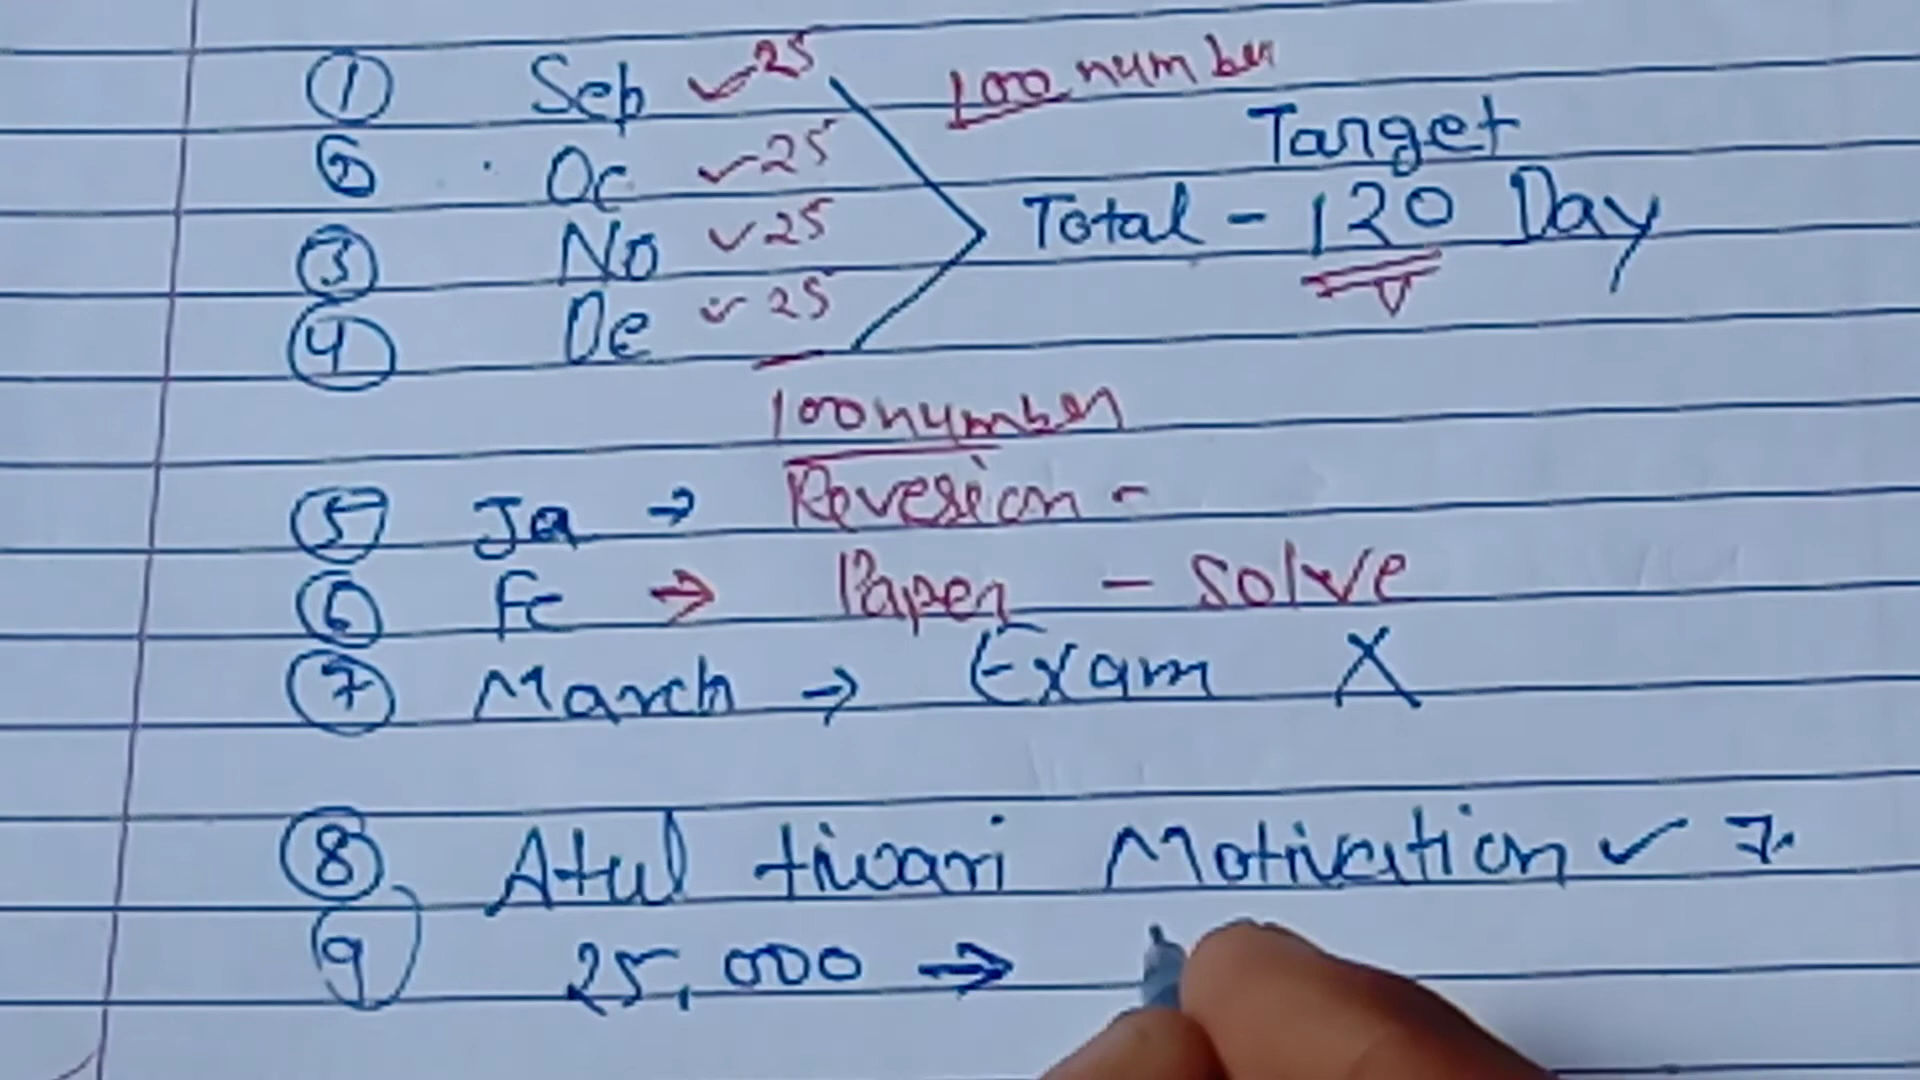 ① Sep ✓25 100 number
② Oc ✓25 Target
③ No ✓25 Total - 120 Day
④ De ✓25
100 number
⑤ Ja → Revesion -
⑥ Fe → Paper - Solve
⑦ March → Exam X
⑧ Atul tiwari Motivation ✓ 7.
⑨ 25,000 →